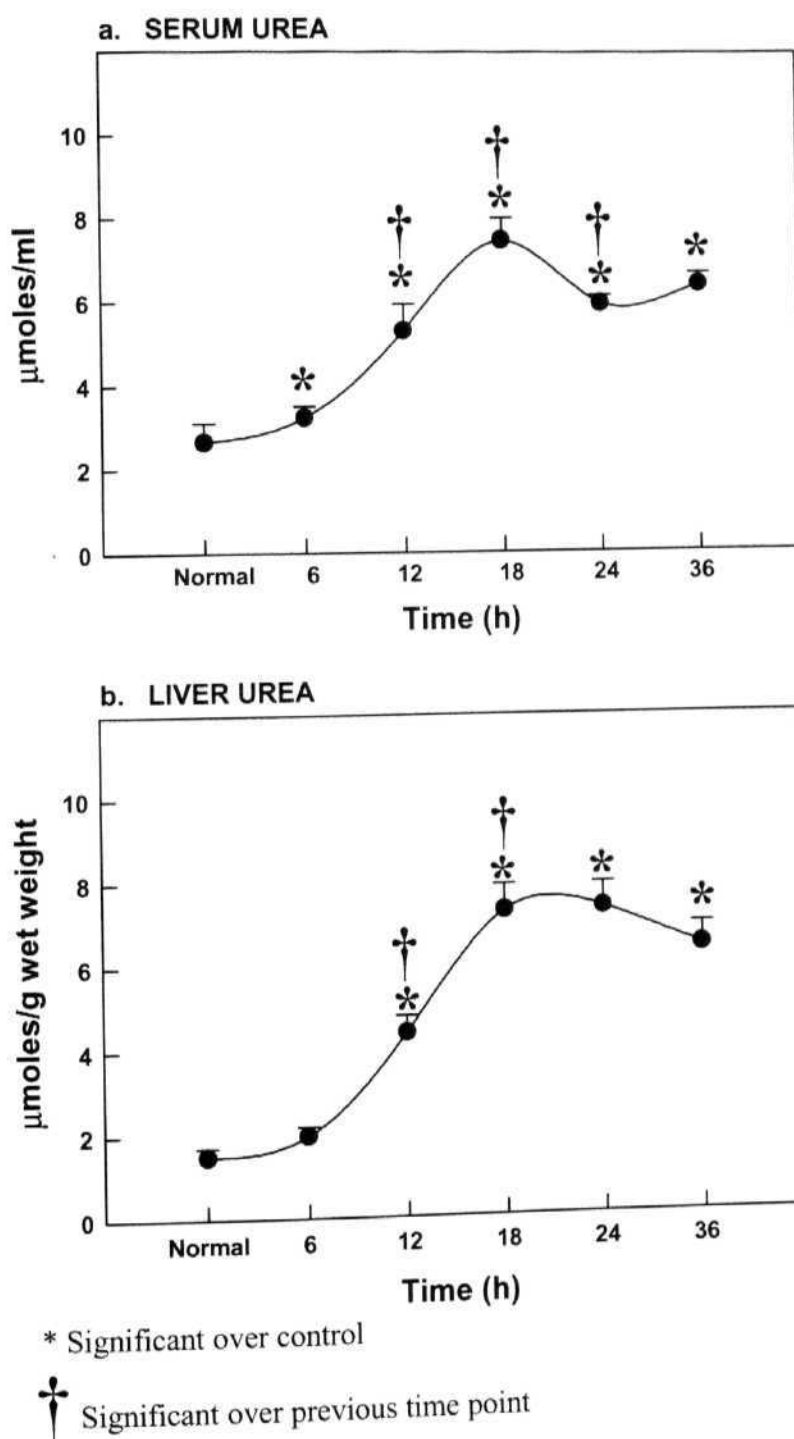 a. SERUM UREA
10
8
6
4
2
0
μmoles/ml
† † †
* * * * *
Normal 6 12 18 24 36
Time (h)
b. LIVER UREA
10
8
6
4
2
0
μmoles/g wet weight
† †
* * * *
Normal 6 12 18 24 36
Time (h)
* Significant over control
† Significant over previous time point